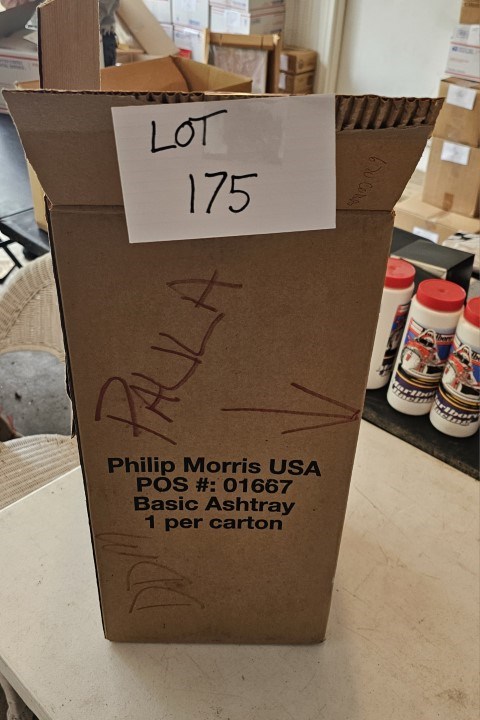 LOT
175
PAULA
Philip Morris USA
POS #: 01667
Basic Ashtray
1 per carton